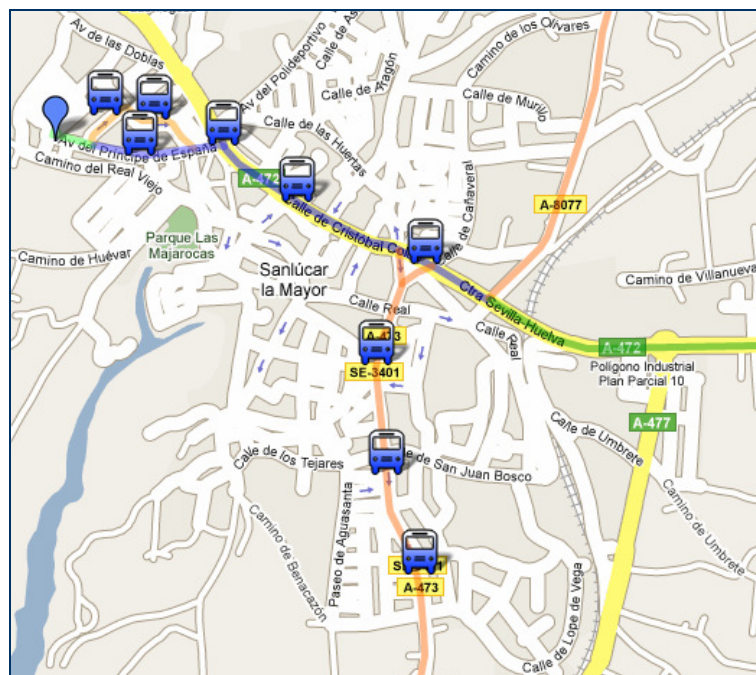 Av de las Doblas
Av del Polideportivo
Calle de Aragón
Camino de los Olivares
Calle de Murillo
Calle de las Huertas
Av del Príncipe de España
Camino del Real Viejo
A-472
Calle de Cañaveral
A-8077
Parque Las
Majarocas
Calle de Cristóbal Col
Camino de Huévar
Sanlúcar
la Mayor
Camino de Villanueva
Ctra Sevilla-Huelva
Calle Real
Calle Real
A-473
SE-3401
A-472
Poligono Industrial
Plan Parcial 10
A-477
Calle de Umbrete
Calle de los Tejares
de San Juan Bosco
Paseo de Aguasanta
Camino de Benacazón
Camino de Umbrete
A-473
Calle de Lope de Vega